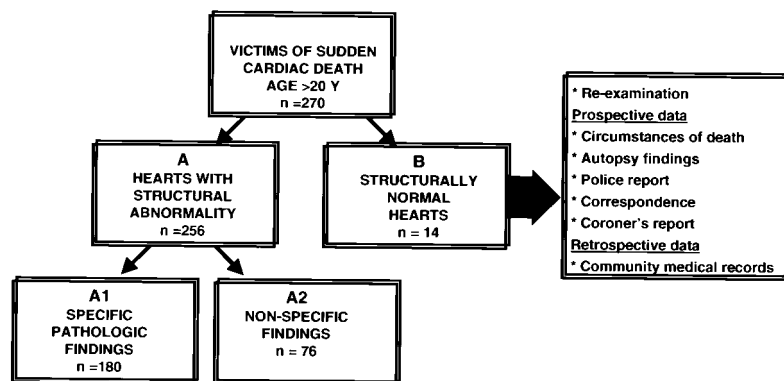 VICTIMS OF SUDDEN
CARDIAC DEATH
AGE >20 Y
n =270
A
HEARTS WITH
STRUCTURAL
ABNORMALITY
n =256
B
STRUCTURALLY
NORMAL
HEARTS
n = 14
* Re-examination
Prospective data
* Circumstances of death
* Autopsy findings
* Police report
* Correspondence
* Coroner's report
Retrospective data
* Community medical records
A1
SPECIFIC
PATHOLOGIC
FINDINGS
n =180
A2
NON-SPECIFIC
FINDINGS
n = 76